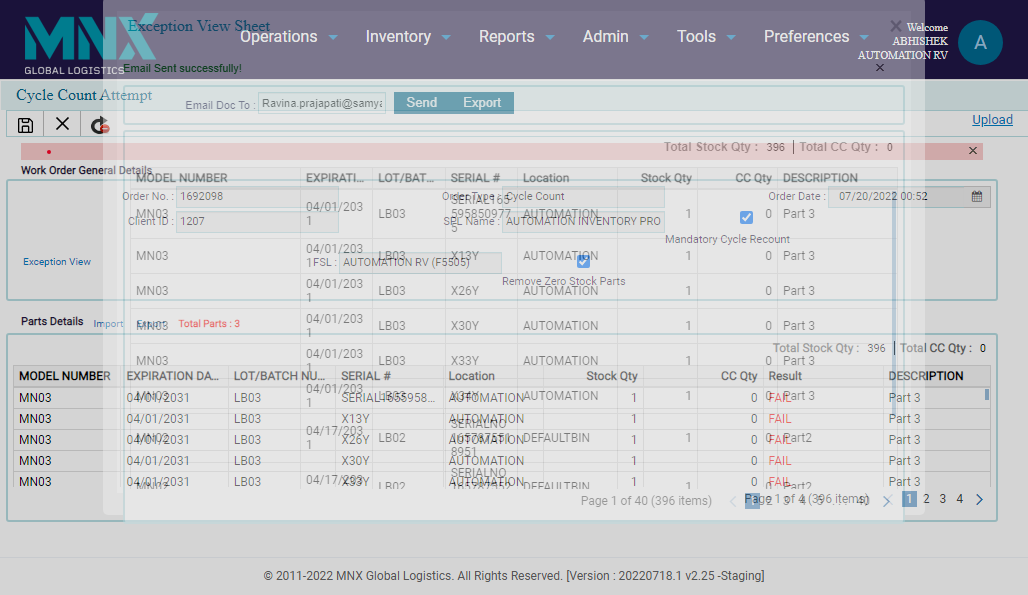 MNX
GLOBAL LOGISTICS
Exception View Sheet
Operations
Inventory
Reports
Admin
Tools
Preferences
Welcome
ABHISHEK
AUTOMATION RV
A
Email Sent successfully!
Cycle Count Attempt
Email Doc To :
Ravina.prajapati@samya
Send
Export
Upload
Total Stock Qty : 396 | Total CC Qty : 0
Work Order General Details
MODEL NUMBER EXPIRATI... LOT/BAT... SERIAL # Location Stock Qty CC Qty DESCRIPTION
Order No. : 1692098
Order Type : Cycle Count
Order Date : 07/20/2022 00:52
MN03 04/01/2031 LB03 SERIAL1655958509775 AUTOMATION 1 0 Part 3
Client ID : 1207
SPL Name : AUTOMATION INVENTORY PRO
Mandatory Cycle Recount
MN03 04/01/2031 LB03 X13Y AUTOMATION 1 0 Part 3
Exception View
FSL : AUTOMATION RV (F5505)
Remove Zero Stock Parts
MN03 04/01/2031 LB03 X26Y AUTOMATION 1 0 Part 3
Parts Details
Import
Export
Total Parts : 3
MN03 04/01/2031 LB03 X30Y AUTOMATION 1 0 Part 3
Total Stock Qty : 396 | Total CC Qty : 0
MN03 04/01/2031 LB03 X33Y AUTOMATION 1 0 Part 3
MODEL NUMBER EXPIRATION DA... LOT/BATCH NU... SERIAL # Location Stock Qty CC Qty Result DESCRIPTION
MN03 04/01/2031 LB03 X34Y AUTOMATION 1 0 Part 3
MN03 04/01/2031 LB03 SERIAL1655958... AUTOMATION 1 0 FAIL Part 3
MN03 04/01/2031 LB03 X13Y AUTOMATION 1 0 FAIL Part 3
MN02 04/17/2031 LB02 DEFAULTBIN 1 0 Part2
MN03 04/01/2031 LB03 X26Y AUTOMATION 1 0 FAIL Part 3
MN03 04/01/2031 LB03 X30Y AUTOMATION 1 0 FAIL Part 3
MN03 04/01/2031 LB03 X33Y AUTOMATION 1 0 FAIL Part 3
MN02 LB02 DEFAULTBIN 1 0 Part2
Page 1 of 40 (396 items) 1 2 3 4 5 ... 40
Page 1 of 4 (396 items) 1 2 3 4
© 2011-2022 MNX Global Logistics. All Rights Reserved. [Version : 20220718.1 v2.25 -Staging]